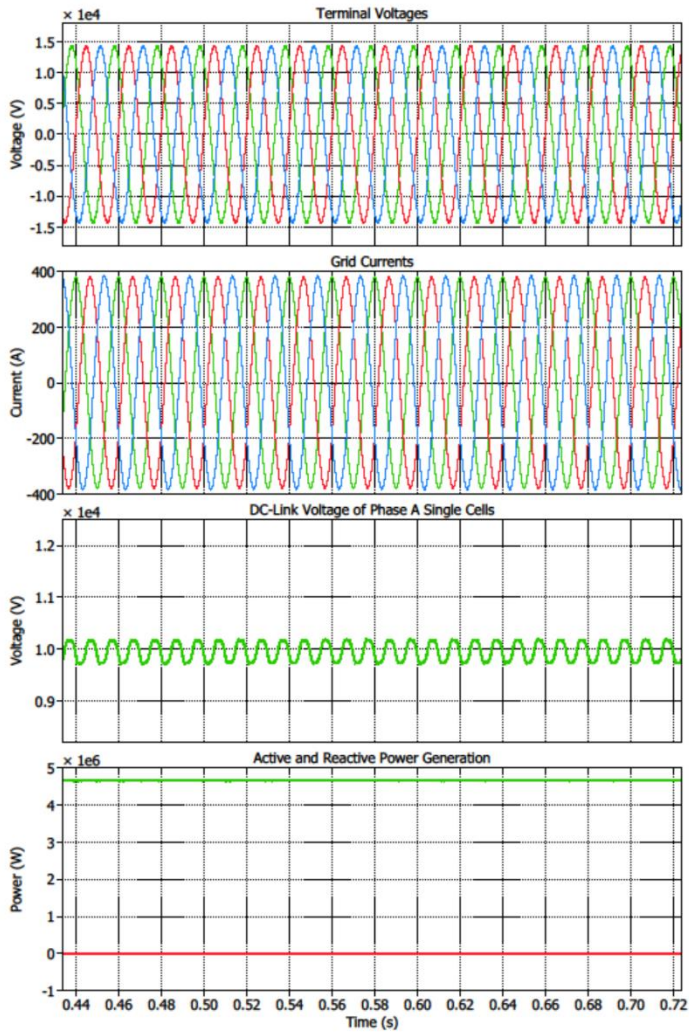 × 1e4 Terminal Voltages
1.5
1.0
0.5
0.0
-0.5
-1.0
-1.5
Voltage (V)
Grid Currents
400
200
0
-200
-400
Current (A)
× 1e4 DC-Link Voltage of Phase A Single Cells
1.2
1.1
1.0
0.9
Voltage (V)
× 1e6 Active and Reactive Power Generation
5
4
3
2
1
0
-1
Power (W)
0.44 0.46 0.48 0.50 0.52 0.54 0.56 0.58 0.60 0.62 0.64 0.66 0.68 0.70 0.72
Time (s)